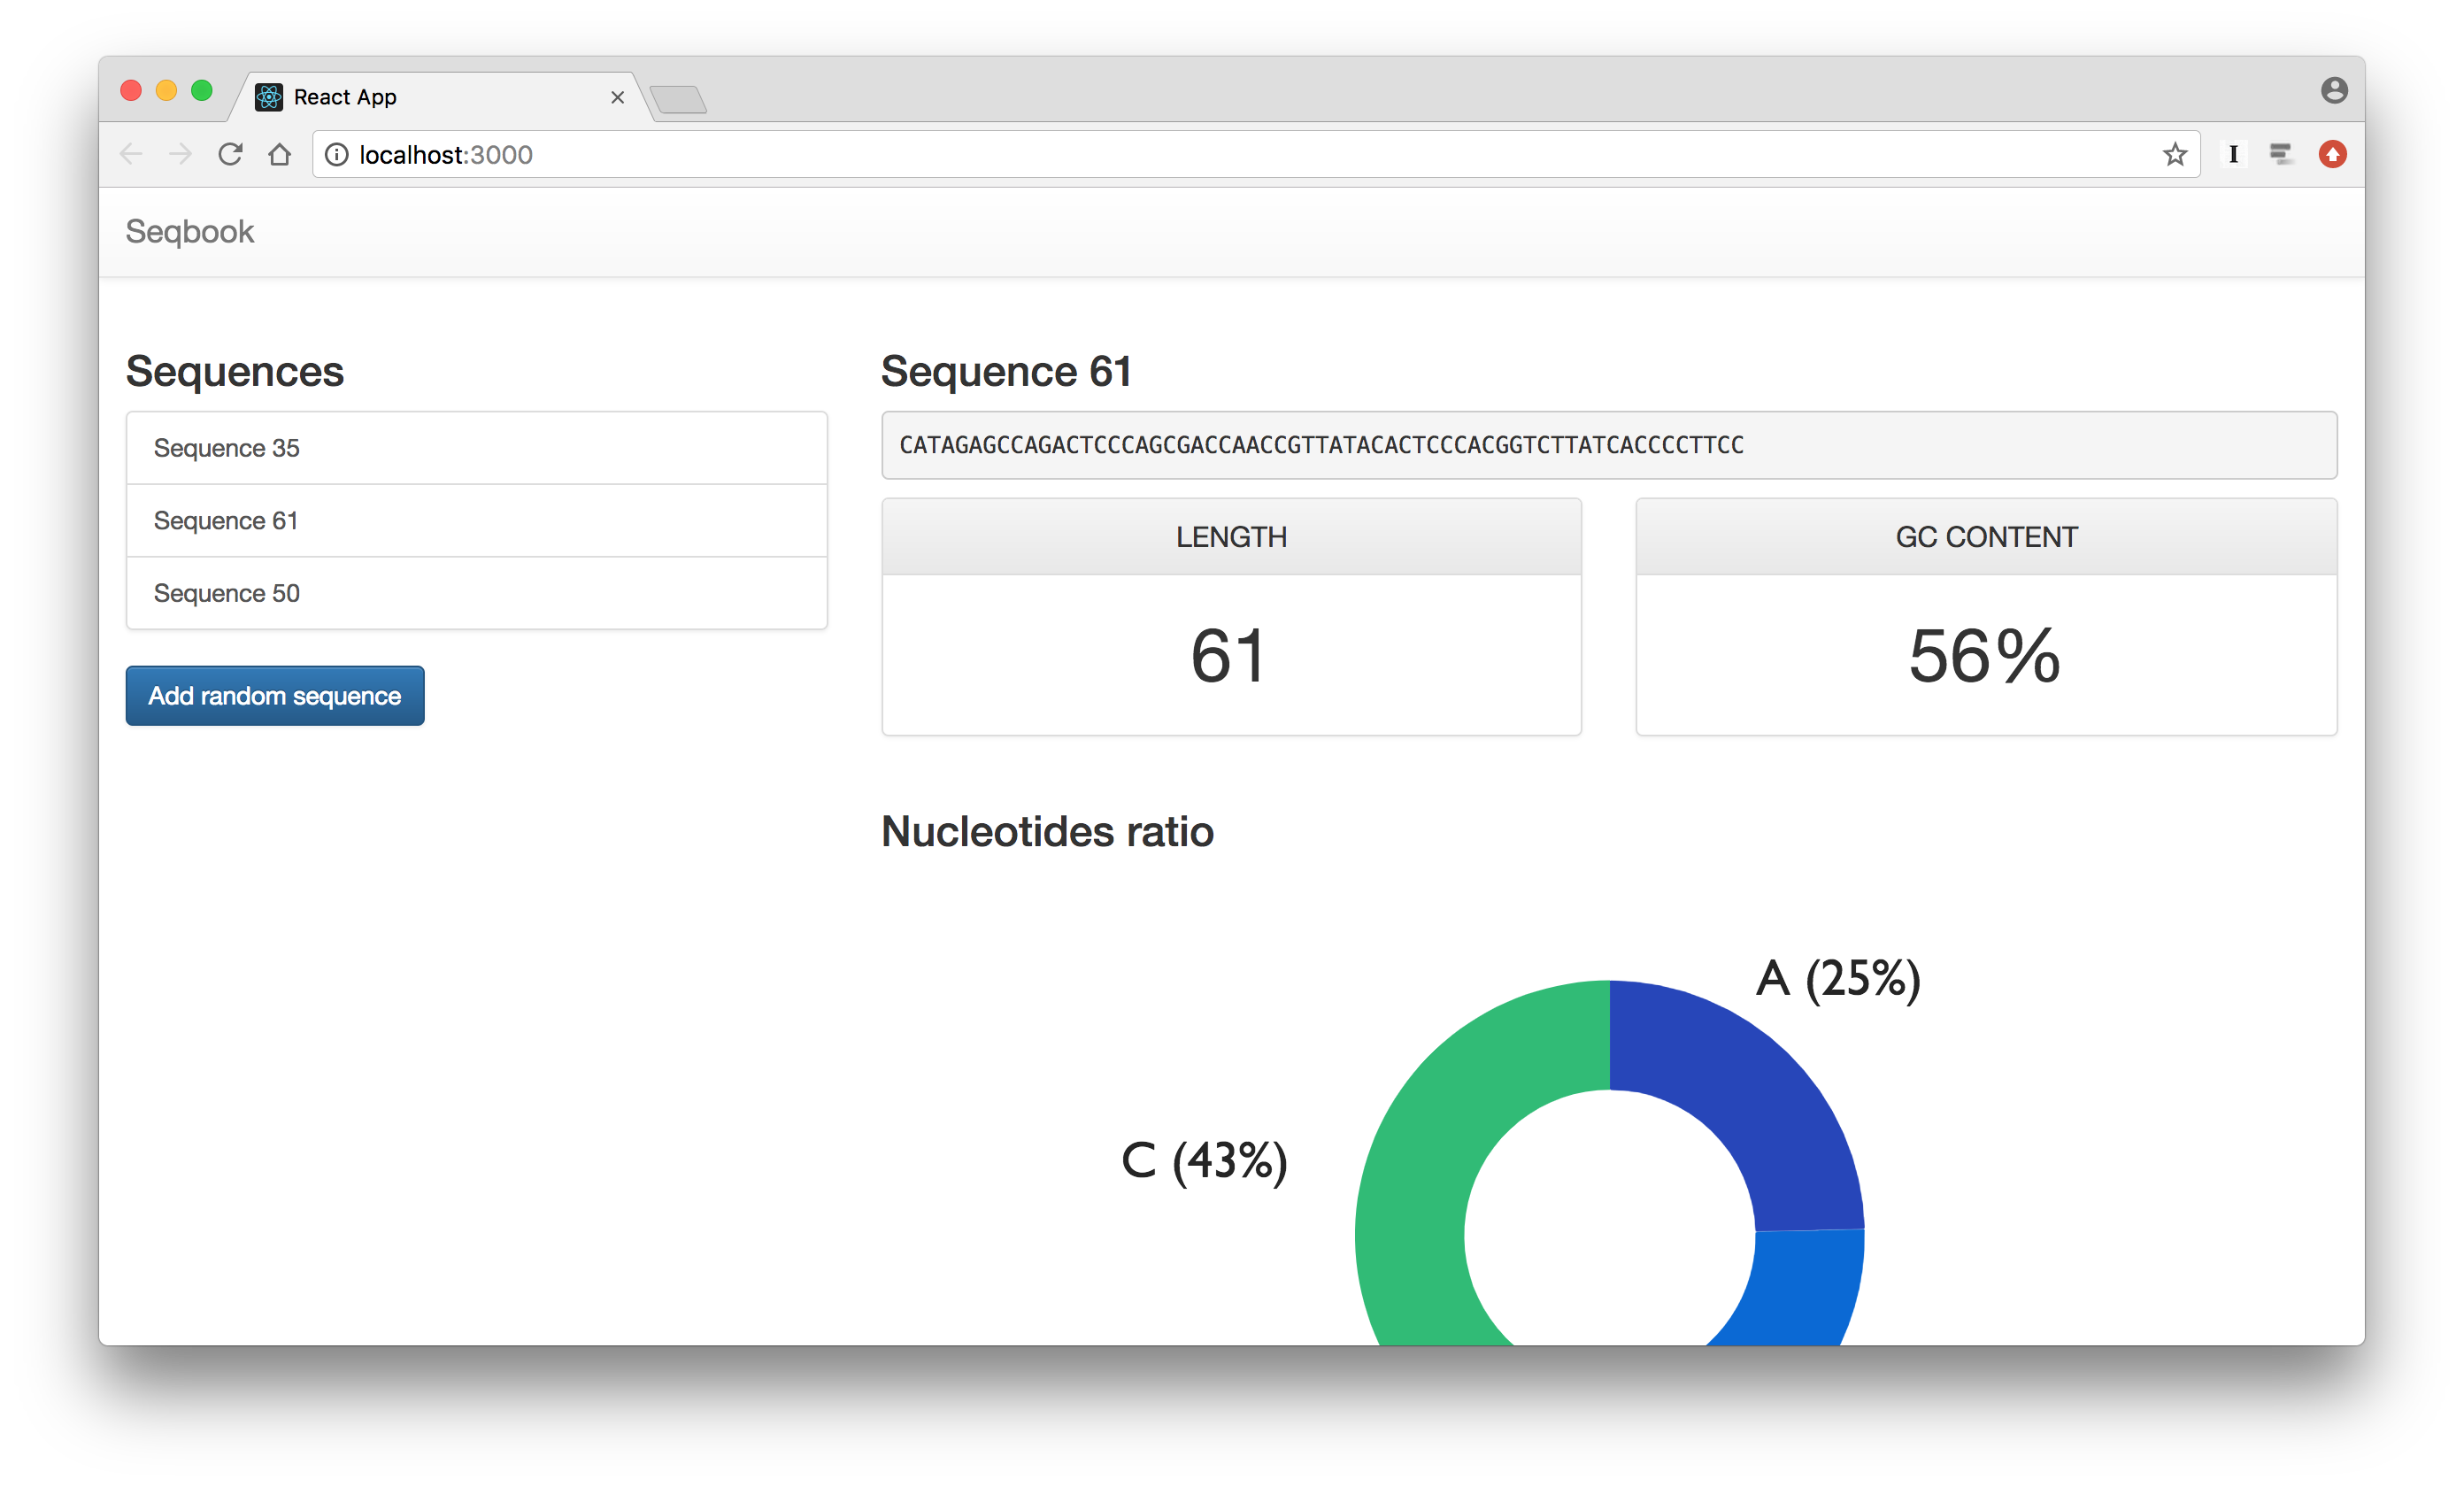 React App
localhost:3000
Seqbook
Sequences
Sequence 35
Sequence 61
Sequence 50
Add random sequence
Sequence 61
CATAGAGCCAGACTCCCAGCGACCAACCGTTATACACTCCCACGGTCTTATCACCCCTTCC
LENGTH
61
GC CONTENT
56%
Nucleotides ratio
A (25%)
C (43%)